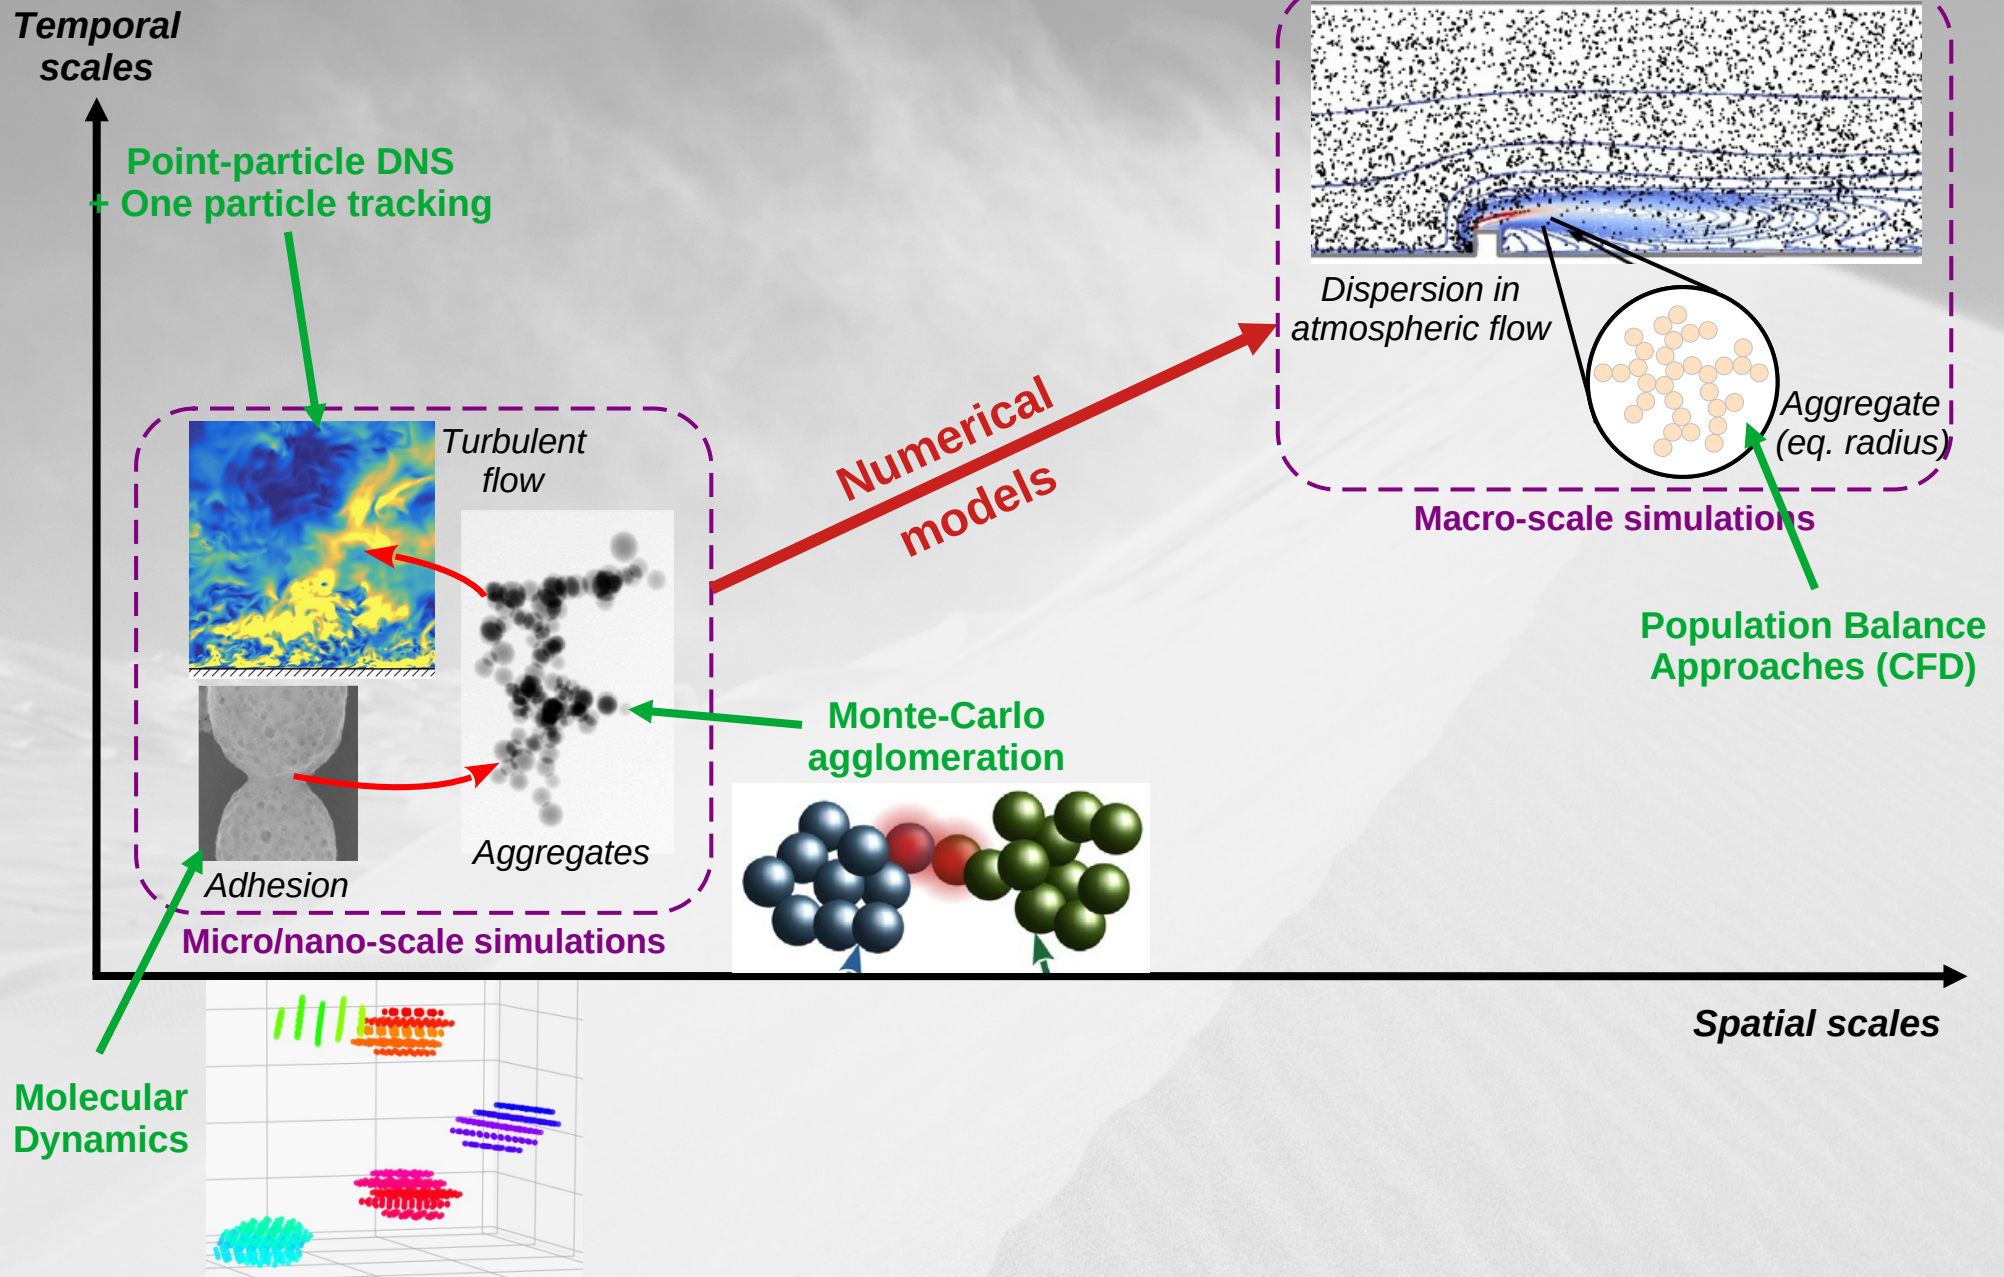 Temporal
scales
Point-particle DNS
+ One particle tracking
Turbulent
flow
Adhesion
Aggregates
Micro/nano-scale simulations
Numerical
models
Dispersion in
atmospheric flow
Aggregate
(eq. radius)
Macro-scale simulations
Population Balance
Approaches (CFD)
Monte-Carlo
agglomeration
Spatial scales
Molecular
Dynamics